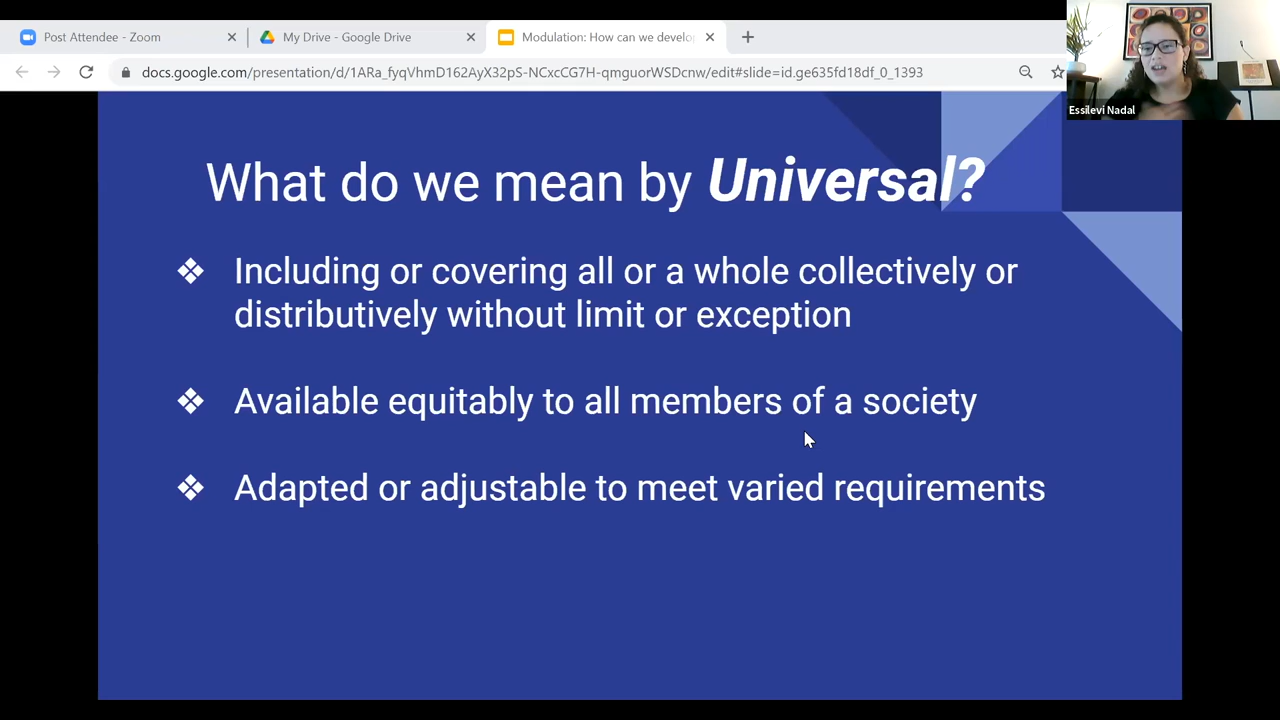 Post Attendee - Zoom
My Drive - Google Drive
Modulation: How can we develo
docs.google.com/presentation/d/1ARa_fyqVhmD162AyX32pS-NCxcCG7H-qmguorWSDcnw/edit#slide=id.ge635fd18df_0_1393
Essilevi Nadal
What do we mean by Universal?
❖ Including or covering all or a whole collectively or
distributively without limit or exception
❖ Available equitably to all members of a society
❖ Adapted or adjustable to meet varied requirements